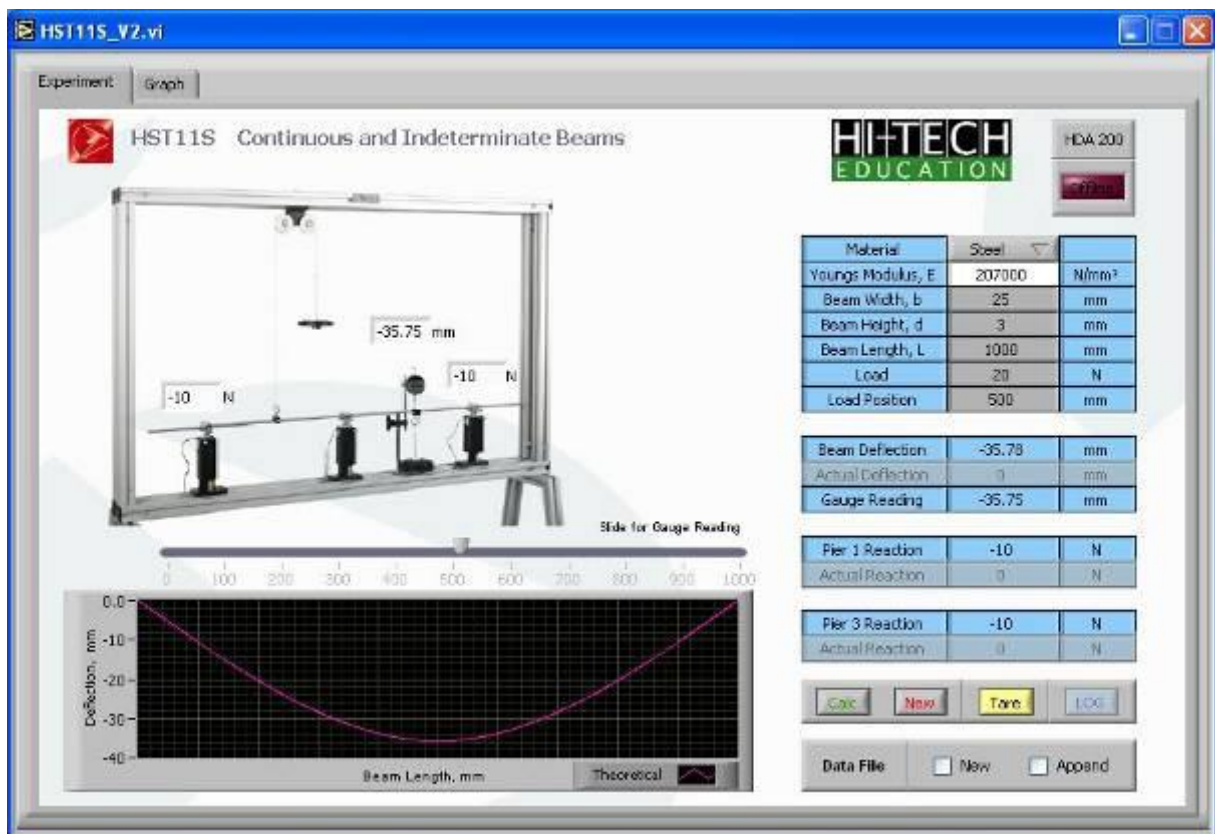 HST11S_V2.vi
Experiment Graph
HST11S Continuous and Indeterminate Beams
HI-TECH
EDUCATION
HDA 200
Offline
Material Steel
Youngs Modulus, E 207000 N/mm²
Beam Width, b 25 mm
Beam Height, d 3 mm
Beam Length, L 1000 mm
Load 20 N
Load Position 500 mm
-35.75 mm
-10 N
-10 N
Beam Deflection -35.78 mm
Actual Deflection 0 mm
Gauge Reading -35.75 mm
Slide for Gauge Reading
Pier 1 Reaction -10 N
Actual Reaction 0 N
0 100 200 300 400 500 600 700 800 900 1000
Pier 3 Reaction -10 N
Actual Reaction 0 N
Deflection, mm
0.0
-10
-20
-30
-40
Beam Length, mm
Theoretical
Calc New Tare LOG
Data File New Append